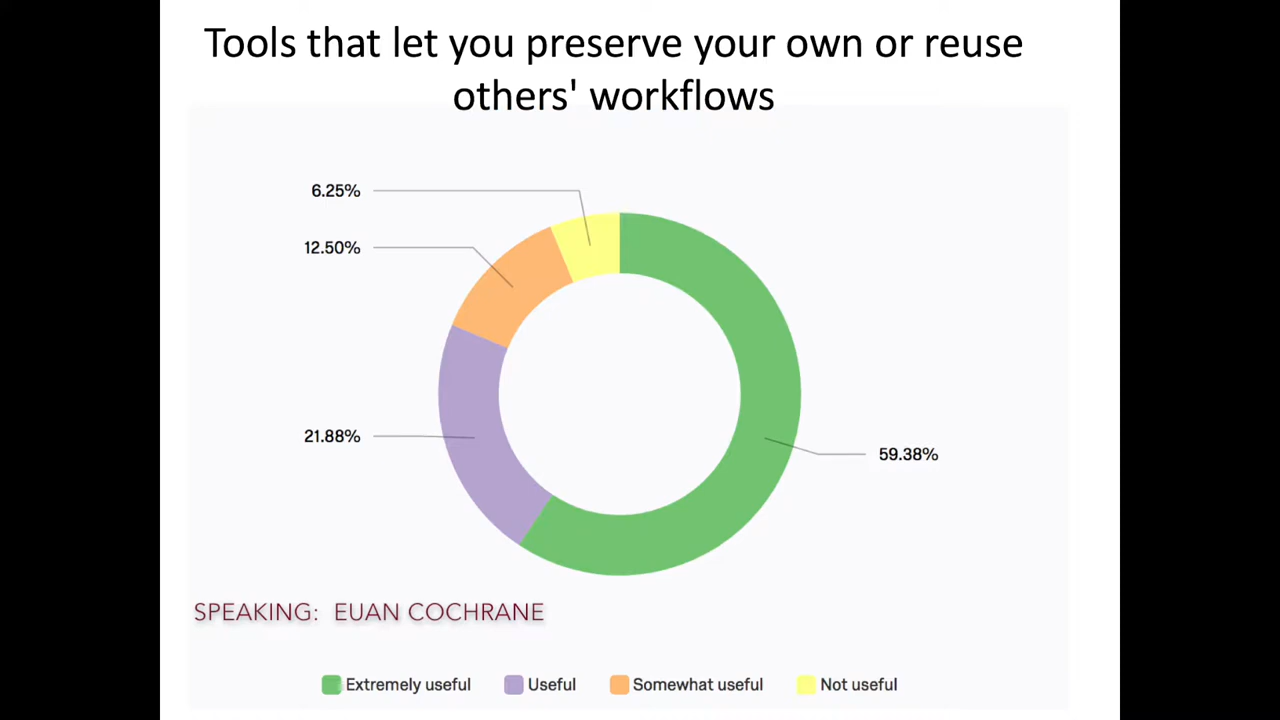 Tools that let you preserve your own or reuse
others' workflows
6.25%
12.50%
21.88%
59.38%
SPEAKING: EUAN COCHRANE
Extremely useful Useful Somewhat useful Not useful